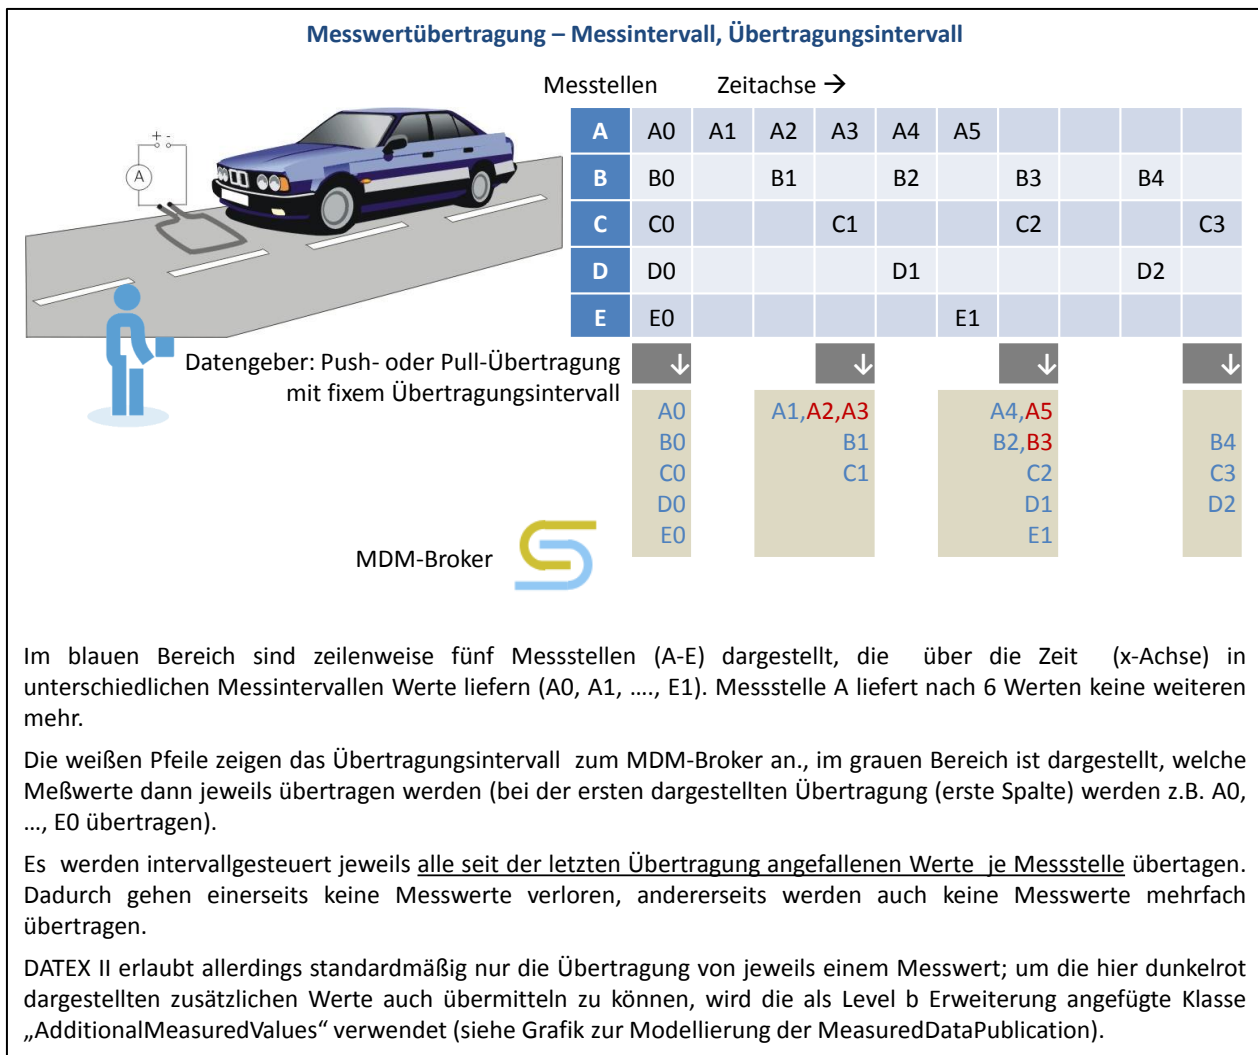 Messwertübertragung – Messintervall, Übertragungsintervall
Messtellen Zeitachse →
+ -
A
A A0 A1 A2 A3 A4 A5
B B0 B1 B2 B3 B4
C C0 C1 C2 C3
D D0 D1 D2
E E0 E1
Datengeber: Push- oder Pull-Übertragung
mit fixem Übertragungsintervall
↓ ↓ ↓ ↓
A0 A1,A2,A3 A4,A5
B0 B1 B2,B3 B4
C0 C1 C2 C3
D0 D1 D2
E0 E1
MDM-Broker
Im blauen Bereich sind zeilenweise fünf Messstellen (A-E) dargestellt, die über die Zeit (x-Achse) in
unterschiedlichen Messintervallen Werte liefern (A0, A1, …., E1). Messstelle A liefert nach 6 Werten keine weiteren
mehr.
Die weißen Pfeile zeigen das Übertragungsintervall zum MDM-Broker an., im grauen Bereich ist dargestellt, welche
Meßwerte dann jeweils übertragen werden (bei der ersten dargestellten Übertragung (erste Spalte) werden z.B. A0,
…, E0 übertragen).
Es werden intervallgesteuert jeweils alle seit der letzten Übertragung angefallenen Werte je Messstelle übertagen.
Dadurch gehen einerseits keine Messwerte verloren, andererseits werden auch keine Messwerte mehrfach
übertragen.
DATEX II erlaubt allerdings standardmäßig nur die Übertragung von jeweils einem Messwert; um die hier dunkelrot
dargestellten zusätzlichen Werte auch übermitteln zu können, wird die als Level b Erweiterung angefügte Klasse
„AdditionalMeasuredValues“ verwendet (siehe Grafik zur Modellierung der MeasuredDataPublication).